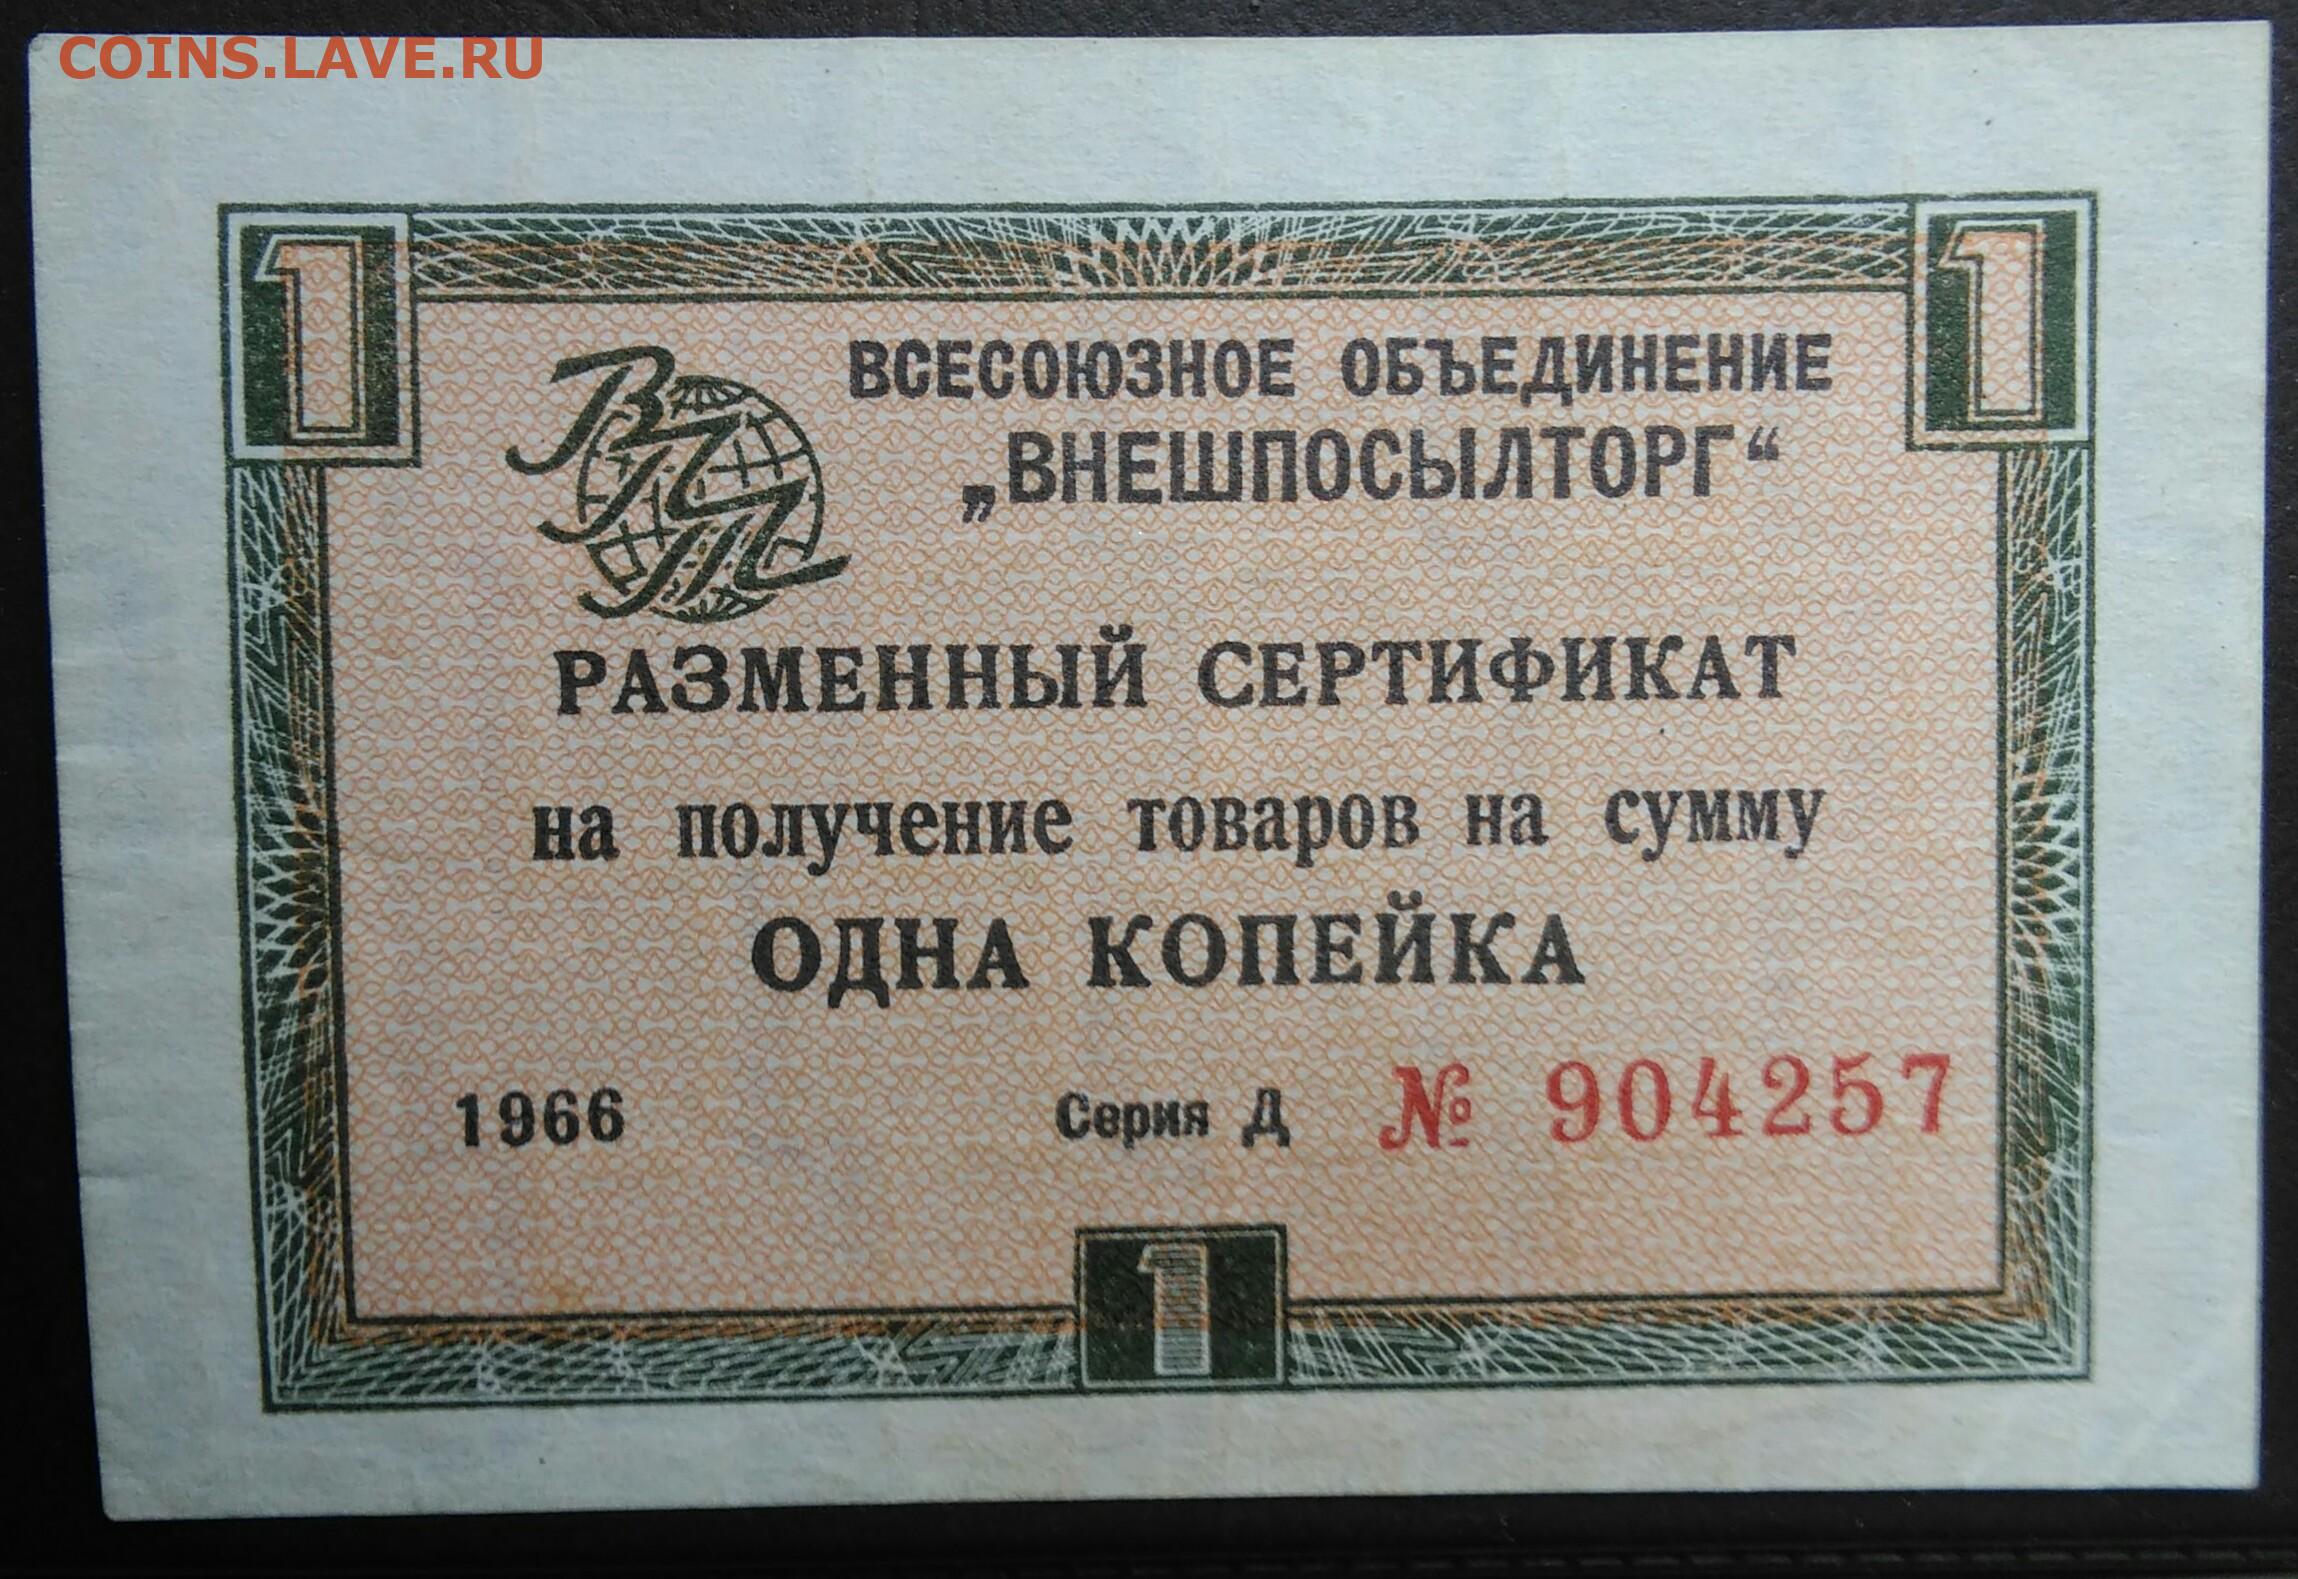 COINS.LAVE.RU
1 1
ВСЕСОЮЗНОЕ ОБЪЕДИНЕНИЕ
„ВНЕШПОСЫЛТОРГ“
ВПТ
РАЗМЕННЫЙ СЕРТИФИКАТ
на получение товаров на сумму
ОДНА КОПЕЙКА
1966 Серия Д № 904257
1